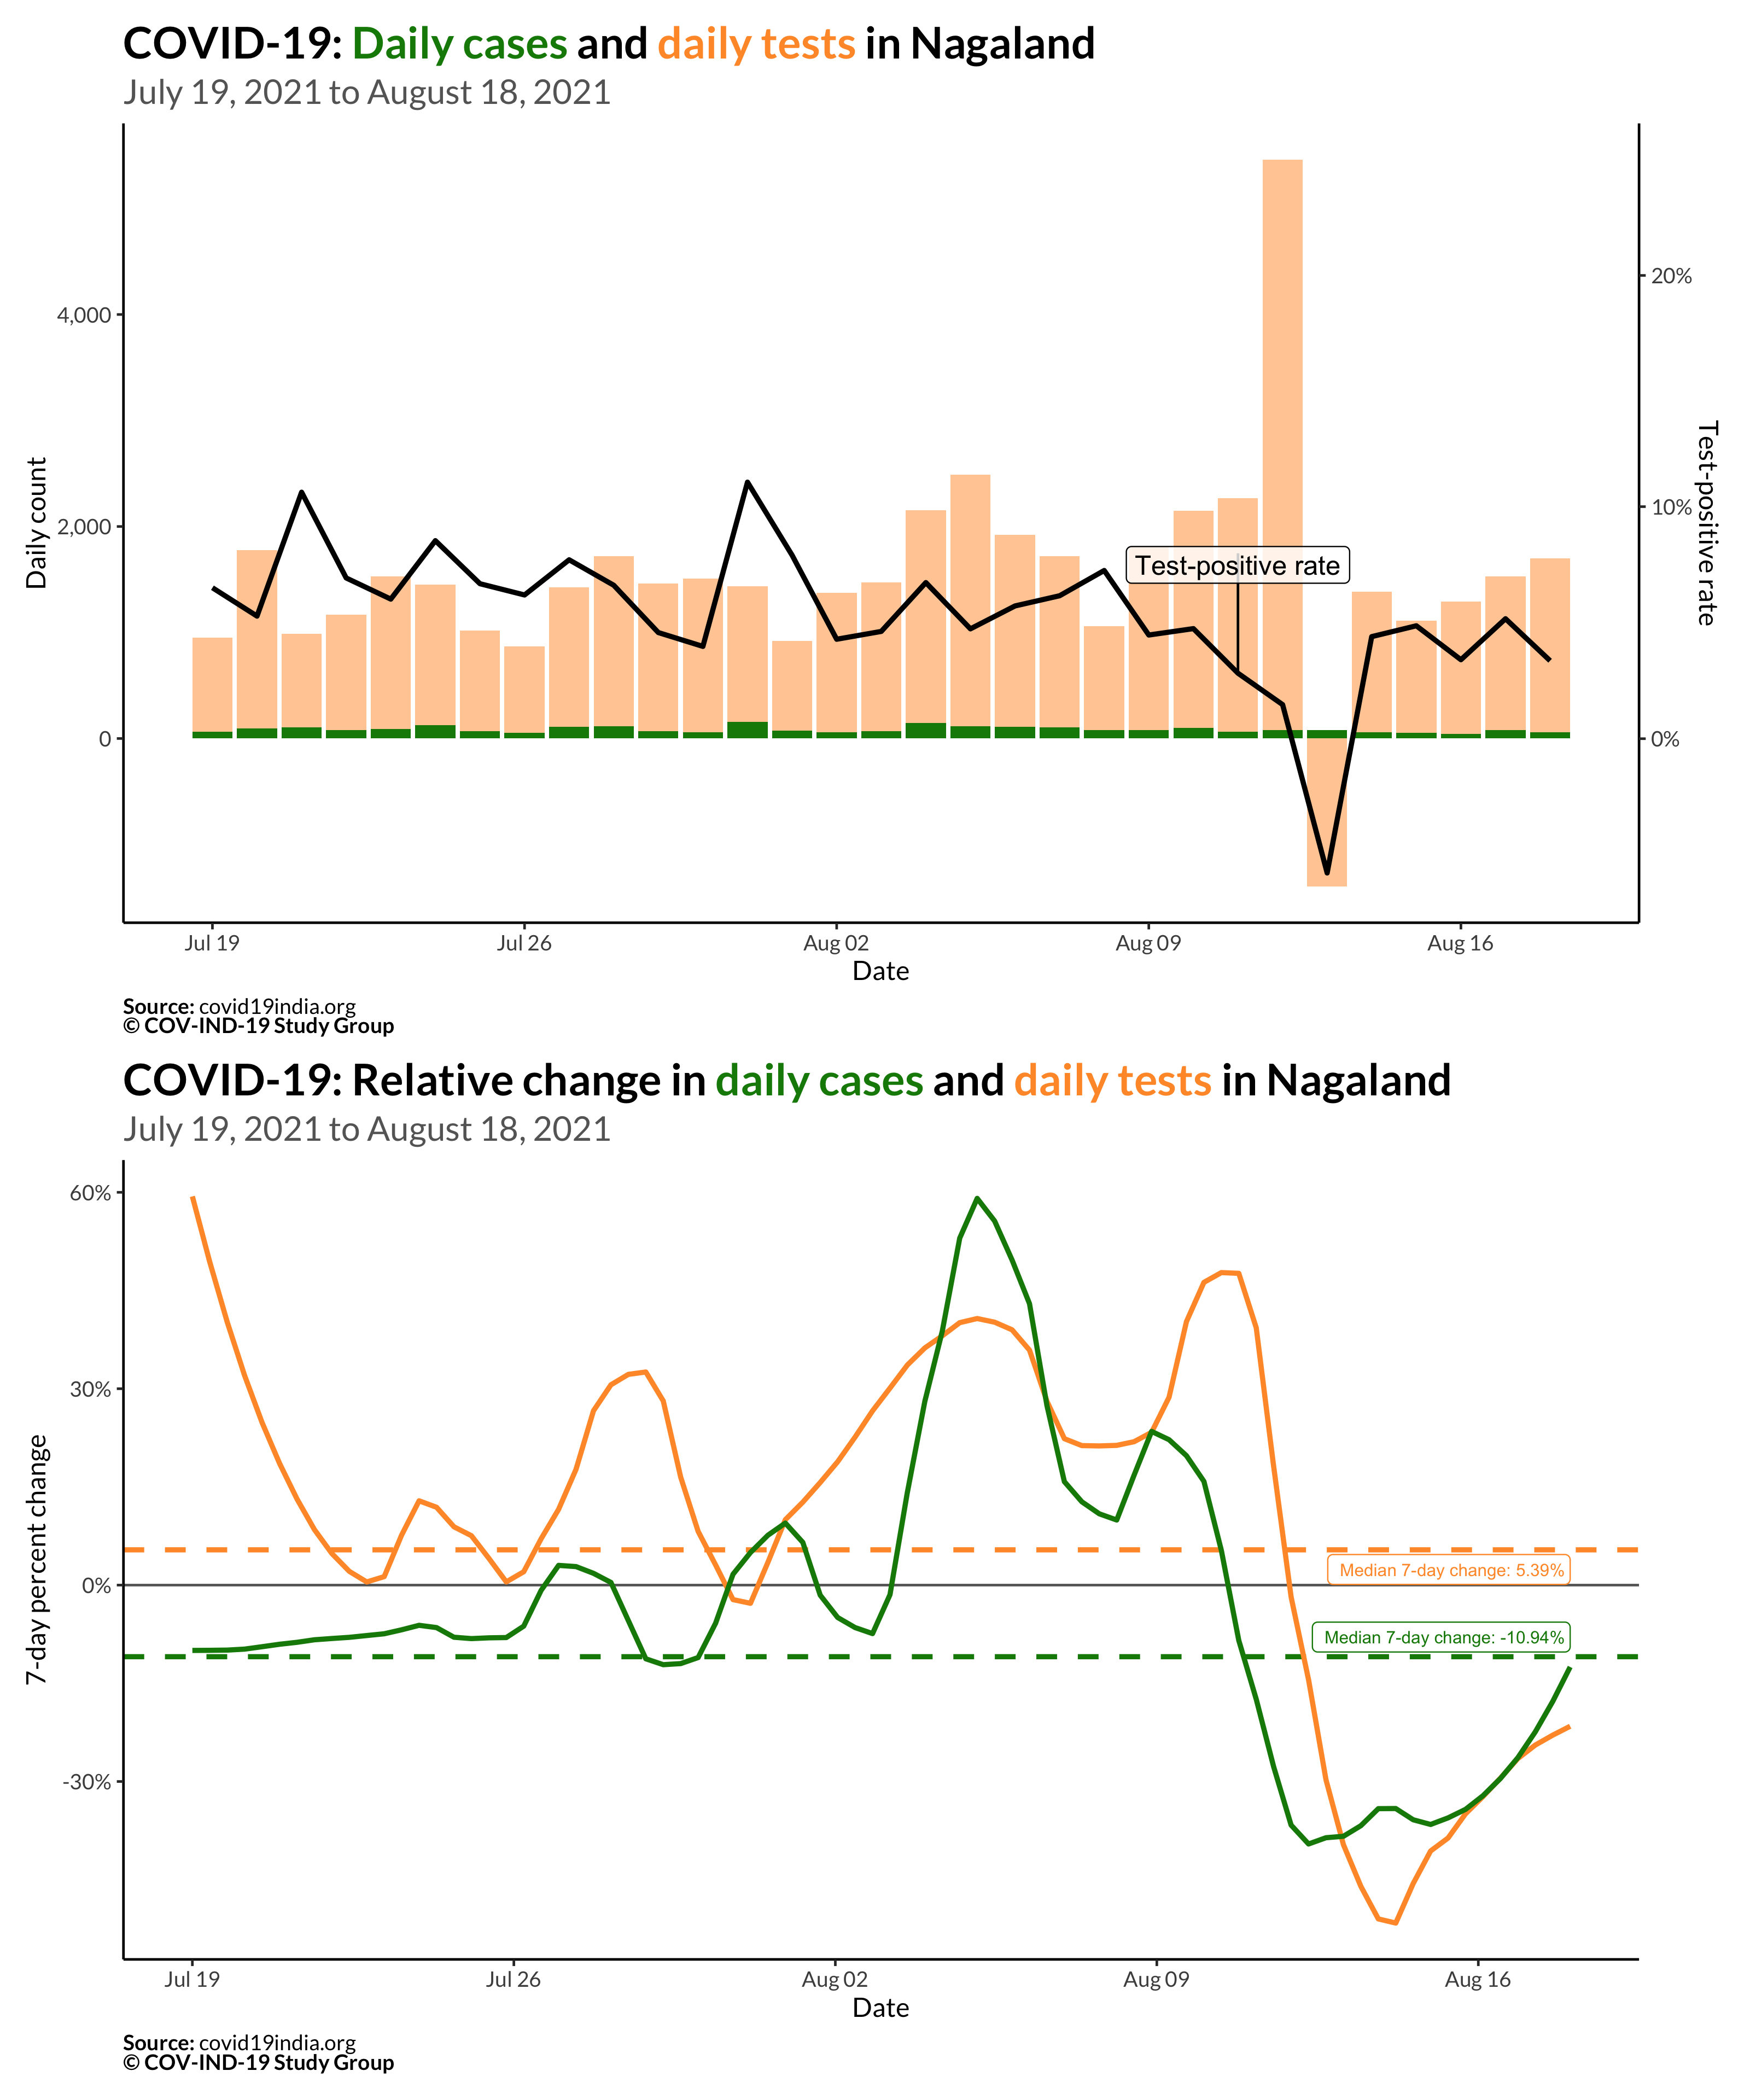 COVID-19: Daily cases and daily tests in Nagaland
July 19, 2021 to August 18, 2021
Daily count
4,000
2,000
0
20%
10%
0%
Test-positive rate
Test-positive rate
Jul 19
Jul 26
Aug 02
Aug 09
Aug 16
Date
Source: covid19india.org
© COV-IND-19 Study Group
COVID-19: Relative change in daily cases and daily tests in Nagaland
July 19, 2021 to August 18, 2021
7-day percent change
60%
30%
0%
-30%
Median 7-day change: 5.39%
Median 7-day change: -10.94%
Jul 19
Jul 26
Aug 02
Aug 09
Aug 16
Date
Source: covid19india.org
© COV-IND-19 Study Group